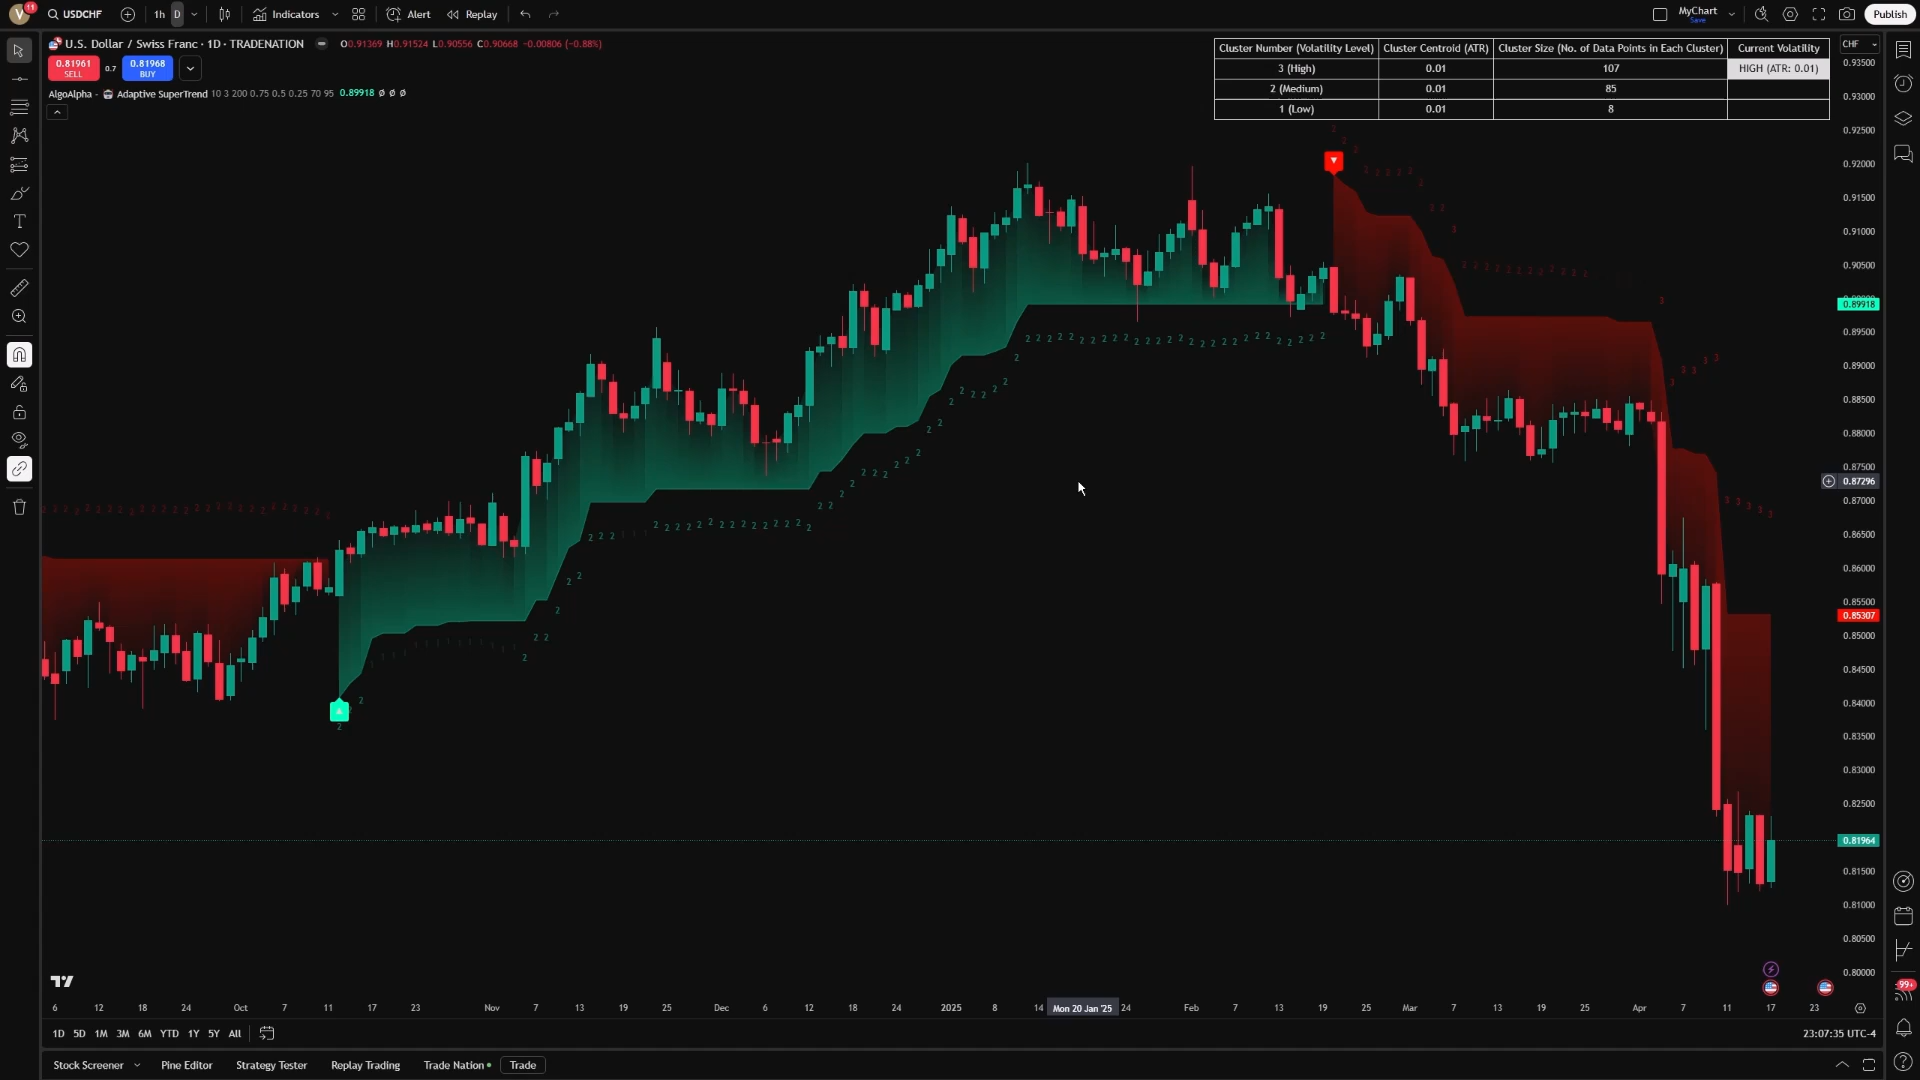 V 11 USDCHF 1h D Indicators Alert Replay MyChart Save Publish
U.S. Dollar / Swiss Franc · 1D · TRADENATION O0.91369 H0.91524 L0.90556 C0.90668 −0.00806 (−0.88%)
0.81961 SELL 0.7 0.81968 BUY
AlgoAlpha - Adaptive SuperTrend 10 3 200 0.75 0.5 0.25 70 95 0.89918 Ø Ø Ø
Cluster Number (Volatility Level) Cluster Centroid (ATR) Cluster Size (No. of Data Points in Each Cluster) Current Volatility
3 (High) 0.01 107 HIGH (ATR: 0.01)
2 (Medium) 0.01 85
1 (Low) 0.01 8
CHF
0.93500
0.93000
0.92500
0.92000
0.91500
0.91000
0.90500
0.89918
0.89500
0.89000
0.88500
0.88000
0.87500
0.87296
0.87000
0.86500
0.86000
0.85500
0.85307
0.85000
0.84500
0.84000
0.83500
0.83000
0.82500
0.81964
0.81500
0.81000
0.80500
0.80000
6 12 18 24 Oct 7 11 17 23 Nov 7 13 19 25 Dec 6 12 18 24 2025 8 14 Mon 20 Jan '25 24 Feb 7 13 19 25 Mar 7 13 19 25 Apr 7 11 17 23
1D 5D 1M 3M 6M YTD 1Y 5Y All 23:07:35 UTC-4
Stock Screener Pine Editor Strategy Tester Replay Trading Trade Nation Trade
99+